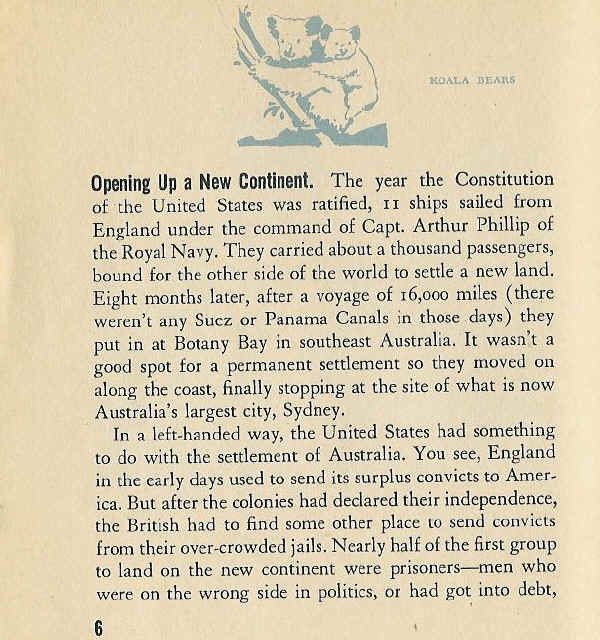 KOALA BEARS
Opening Up a New Continent. The year the Constitution
of the United States was ratified, 11 ships sailed from
England under the command of Capt. Arthur Phillip of
the Royal Navy. They carried about a thousand passengers,
bound for the other side of the world to settle a new land.
Eight months later, after a voyage of 16,000 miles (there
weren't any Suez or Panama Canals in those days) they
put in at Botany Bay in southeast Australia. It wasn't a
good spot for a permanent settlement so they moved on
along the coast, finally stopping at the site of what is now
Australia's largest city, Sydney.
In a left-handed way, the United States had something
to do with the settlement of Australia. You see, England
in the early days used to send its surplus convicts to Amer-
ica. But after the colonies had declared their independence,
the British had to find some other place to send convicts
from their over-crowded jails. Nearly half of the first group
to land on the new continent were prisoners—men who
were on the wrong side in politics, or had got into debt,
6